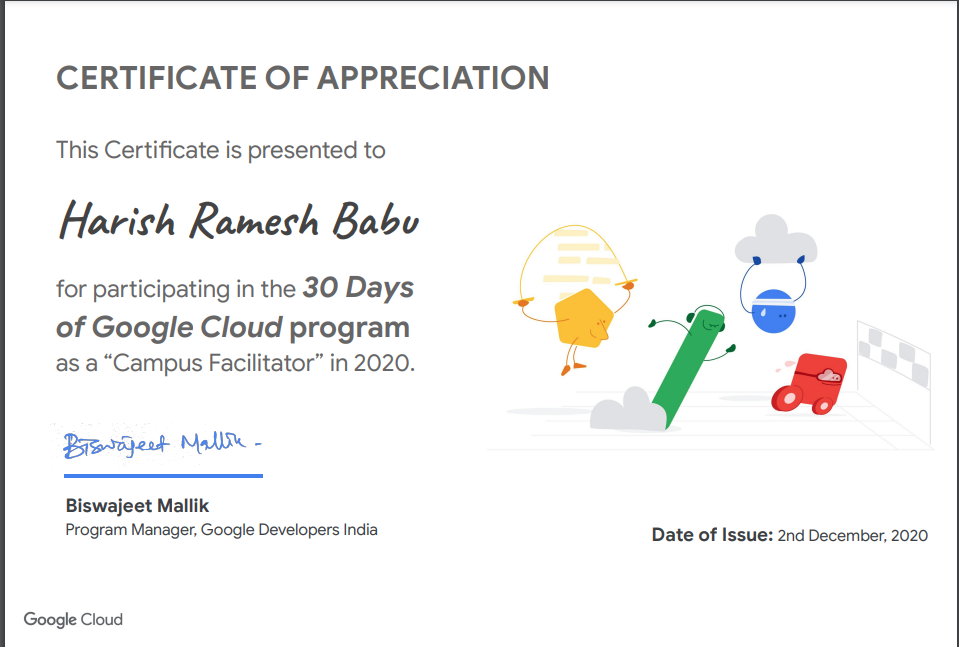 CERTIFICATE OF APPRECIATION
This Certificate is presented to
Harish Ramesh Babu
for participating in the 30 Days
of Google Cloud program
as a “Campus Facilitator” in 2020.
Biswajeet Mallik -
Biswajeet Mallik
Program Manager, Google Developers India
Date of Issue: 2nd December, 2020
Google Cloud